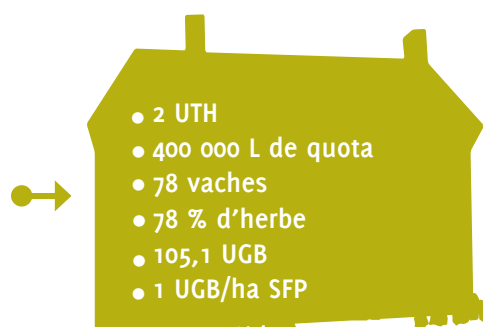 • 2 UTH
• 400 000 L de quota
• 78 vaches
• 78 % d'herbe
• 105,1 UGB
• 1 UGB/ha SFP